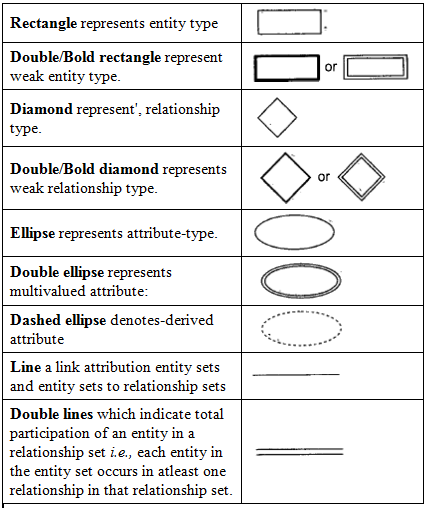 Rectangle represents entity type
Double/Bold rectangle represent
weak entity type.
or
Diamond represent', relationship
type.
Double/Bold diamond represents
weak relationship type.
or
Ellipse represents attribute-type.
Double ellipse represents
multivalued attribute:
Dashed ellipse denotes-derived
attribute
Line a link attribution entity sets
and entity sets to relationship sets
Double lines which indicate total
participation of an entity in a
relationship set i.e., each entity in
the entity set occurs in atleast one
relationship in that relationship set.